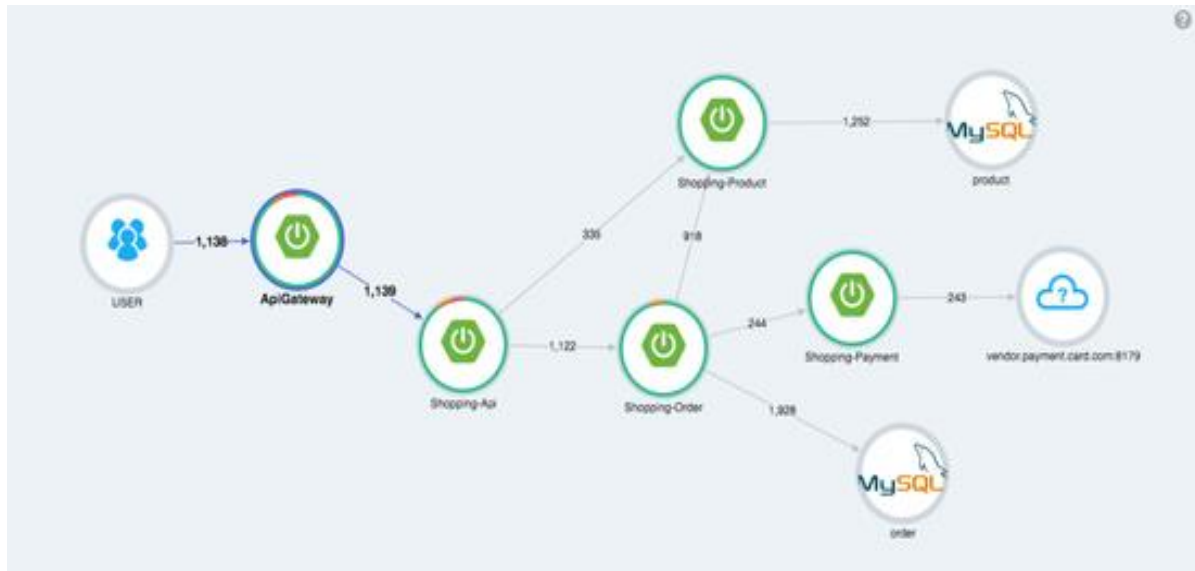 ?
MySQL
1,252
Shopping-Product
product
335
918
1,138
USER
ApiGateway
1,139
?
244
243
Shopping-Payment
vendor.payment.card.com:8179
1,122
Shopping-Api
Shopping-Order
1,928
MySQL
order